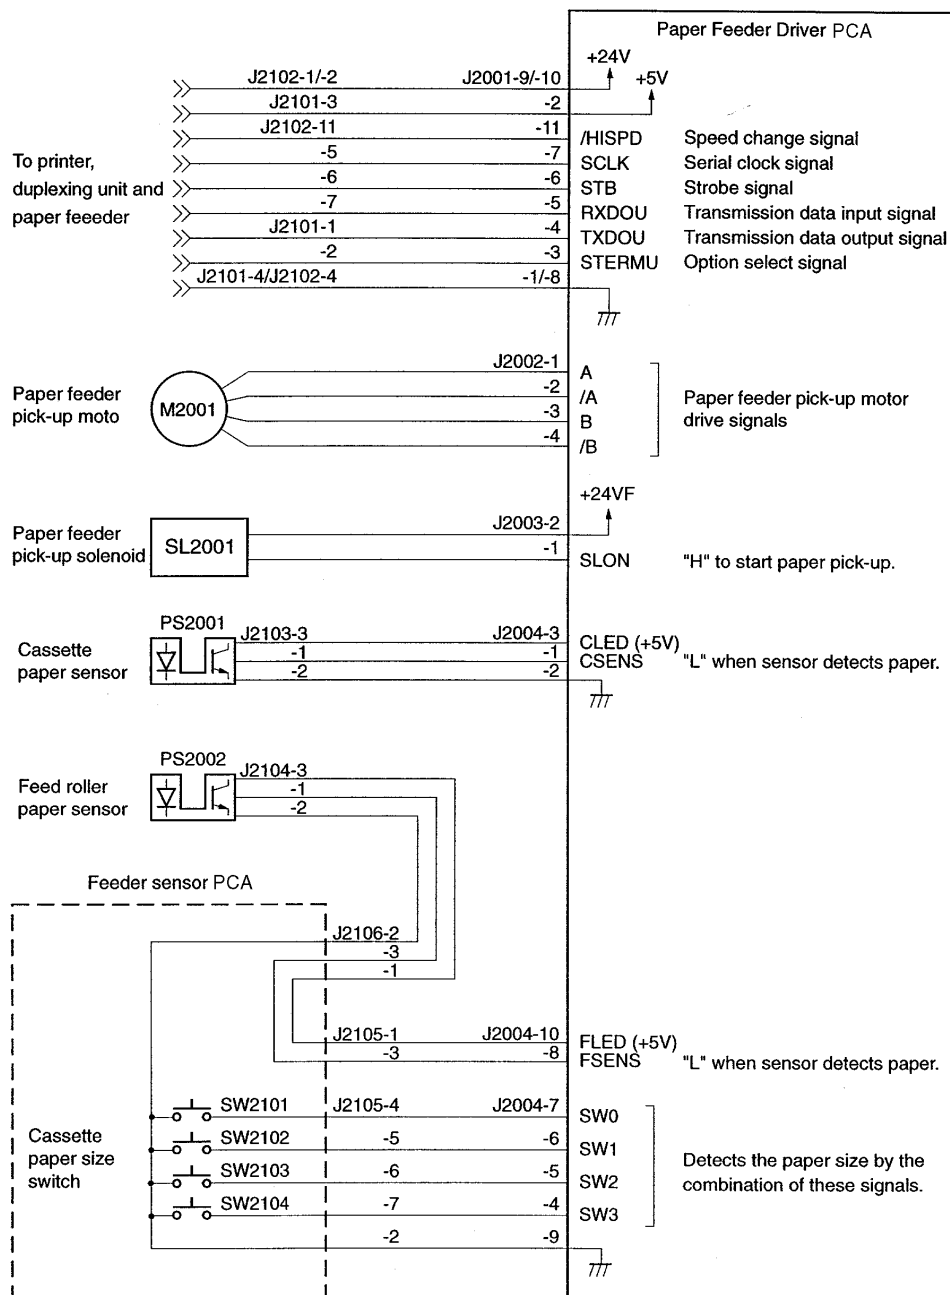 Paper Feeder Driver PCA
+24V
J2102-1/-2 J2001-9/-10
+5V
J2101-3 -2
J2102-11 -11 /HISPD Speed change signal
-5 -7 SCLK Serial clock signal
-6 -6 STB Strobe signal
-7 -5 RXDOU Transmission data input signal
J2101-1 -4 TXDOU Transmission data output signal
-2 -3 STERMU Option select signal
J2101-4/J2102-4 -1/-8
To printer,
duplexing unit and
paper feeeder
Paper feeder
pick-up moto
M2001
J2002-1 A
-2 /A
-3 B
-4 /B
Paper feeder pick-up motor
drive signals
+24VF
Paper feeder
pick-up solenoid
SL2001
J2003-2
-1 SLON "H" to start paper pick-up.
PS2001
Cassette
paper sensor
J2103-3 J2004-3 CLED (+5V)
-1 -1 CSENS "L" when sensor detects paper.
-2 -2
PS2002
Feed roller
paper sensor
J2104-3
-1
-2
Feeder sensor PCA
J2106-2
-3
-1
J2105-1 J2004-10 FLED (+5V)
-3 -8 FSENS "L" when sensor detects paper.
Cassette
paper size
switch
SW2101 J2105-4 J2004-7 SW0
SW2102 -5 -6 SW1
SW2103 -6 -5 SW2
SW2104 -7 -4 SW3
Detects the paper size by the
combination of these signals.
-2 -9